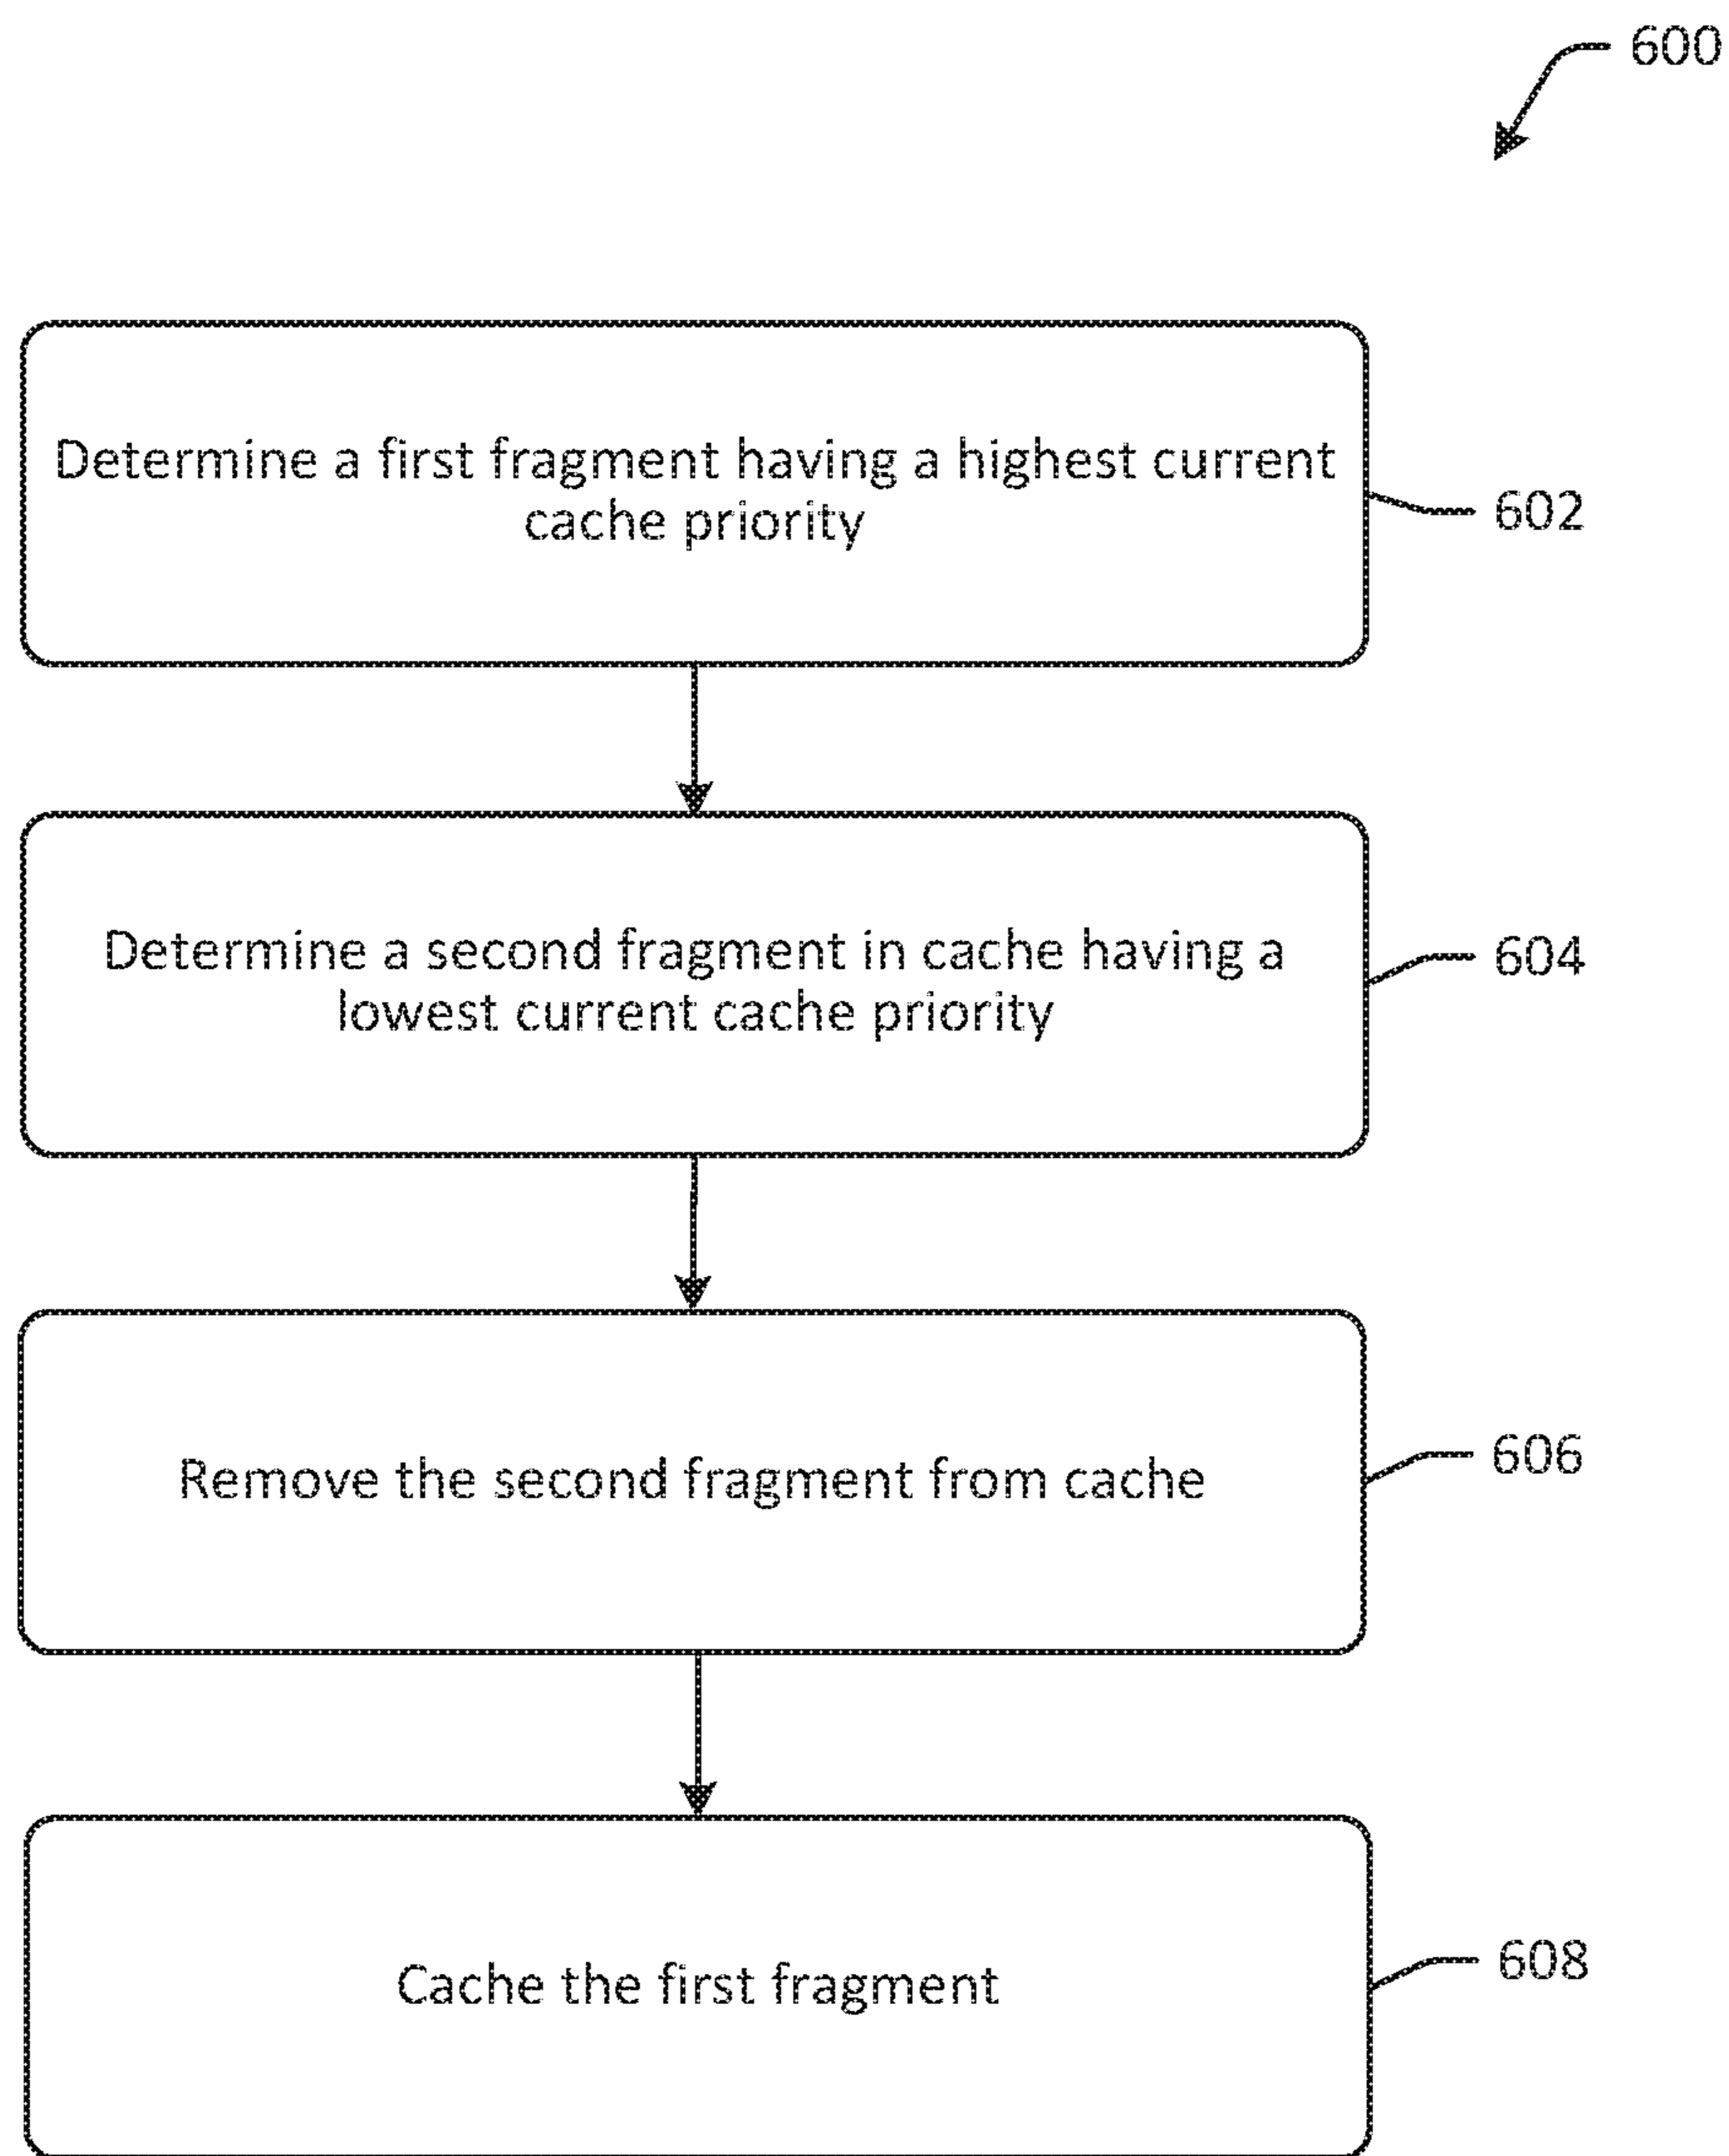 600
Determine a first fragment having a highest current
cache priority
602
Determine a second fragment in cache having a
lowest current cache priority
604
Remove the second fragment from cache
606
Cache the first fragment
608